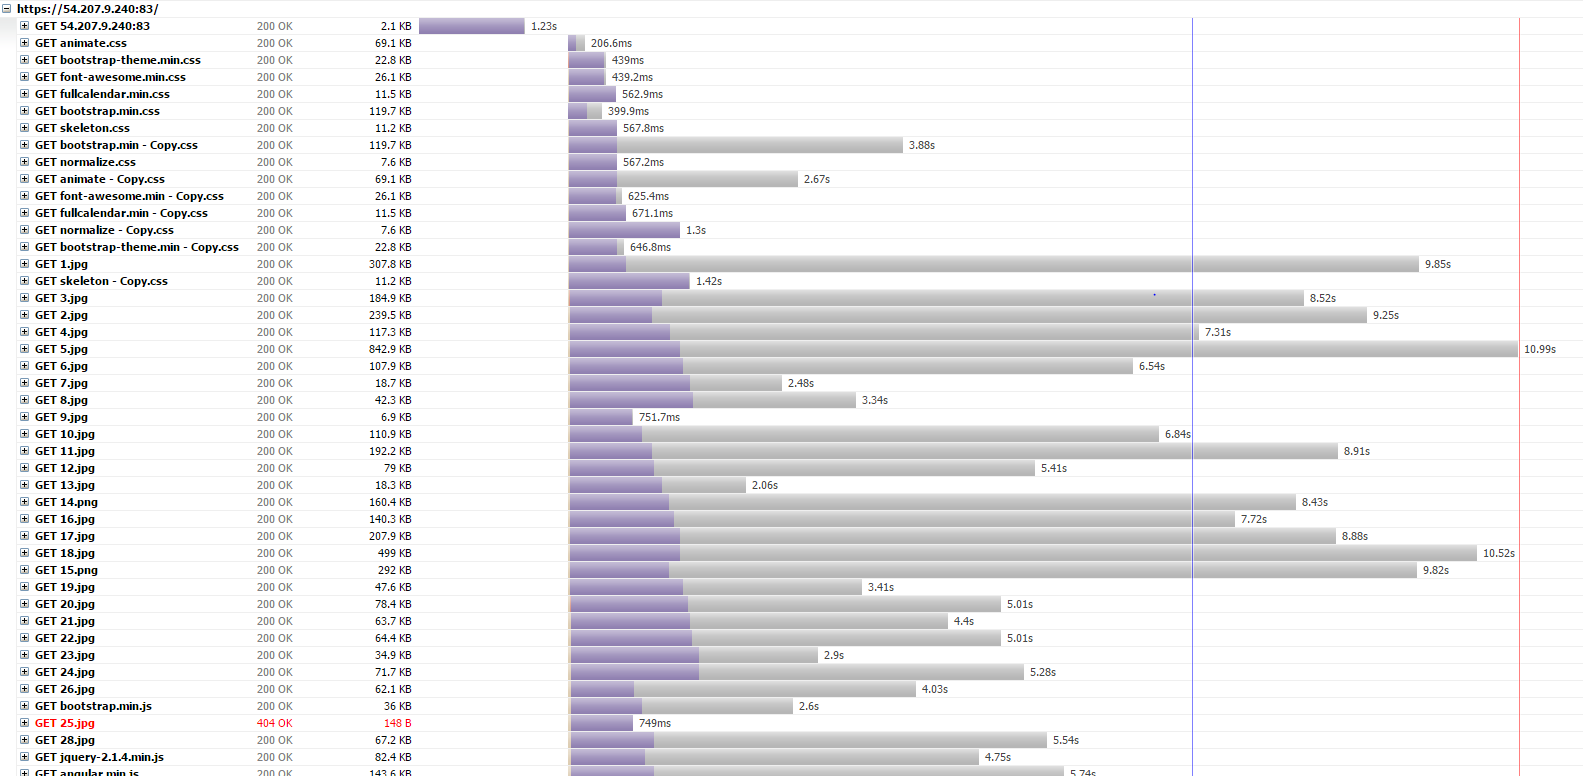 https://54.207.9.240:83/
GET 54.207.9.240:83 200 OK 2.1 KB 1.23s
GET animate.css 200 OK 69.1 KB 206.6ms
GET bootstrap-theme.min.css 200 OK 22.8 KB 439ms
GET font-awesome.min.css 200 OK 26.1 KB 439.2ms
GET fullcalendar.min.css 200 OK 11.5 KB 562.9ms
GET bootstrap.min.css 200 OK 119.7 KB 399.9ms
GET skeleton.css 200 OK 11.2 KB 567.8ms
GET bootstrap.min - Copy.css 200 OK 119.7 KB 3.88s
GET normalize.css 200 OK 7.6 KB 567.2ms
GET animate - Copy.css 200 OK 69.1 KB 2.67s
GET font-awesome.min - Copy.css 200 OK 26.1 KB 625.4ms
GET fullcalendar.min - Copy.css 200 OK 11.5 KB 671.1ms
GET normalize - Copy.css 200 OK 7.6 KB 1.3s
GET bootstrap-theme.min - Copy.css 200 OK 22.8 KB 646.8ms
GET 1.jpg 200 OK 307.8 KB 9.85s
GET skeleton - Copy.css 200 OK 11.2 KB 1.42s
GET 3.jpg 200 OK 184.9 KB 8.52s
GET 2.jpg 200 OK 239.5 KB 9.25s
GET 4.jpg 200 OK 117.3 KB 7.31s
GET 5.jpg 200 OK 842.9 KB 10.99s
GET 6.jpg 200 OK 107.9 KB 6.54s
GET 7.jpg 200 OK 18.7 KB 2.48s
GET 8.jpg 200 OK 42.3 KB 3.34s
GET 9.jpg 200 OK 6.9 KB 751.7ms
GET 10.jpg 200 OK 110.9 KB 6.84s
GET 11.jpg 200 OK 192.2 KB 8.91s
GET 12.jpg 200 OK 79 KB 5.41s
GET 13.jpg 200 OK 18.3 KB 2.06s
GET 14.png 200 OK 160.4 KB 8.43s
GET 16.jpg 200 OK 140.3 KB 7.72s
GET 17.jpg 200 OK 207.9 KB 8.88s
GET 18.jpg 200 OK 499 KB 10.52s
GET 15.png 200 OK 292 KB 9.82s
GET 19.jpg 200 OK 47.6 KB 3.41s
GET 20.jpg 200 OK 78.4 KB 5.01s
GET 21.jpg 200 OK 63.7 KB 4.4s
GET 22.jpg 200 OK 64.4 KB 5.01s
GET 23.jpg 200 OK 34.9 KB 2.9s
GET 24.jpg 200 OK 71.7 KB 5.28s
GET 26.jpg 200 OK 62.1 KB 4.03s
GET bootstrap.min.js 200 OK 36 KB 2.6s
GET 25.jpg 404 OK 148 B 749ms
GET 28.jpg 200 OK 67.2 KB 5.54s
GET jquery-2.1.4.min.js 200 OK 82.4 KB 4.75s
GET angular.min.js 200 OK 143.6 KB 5.74s